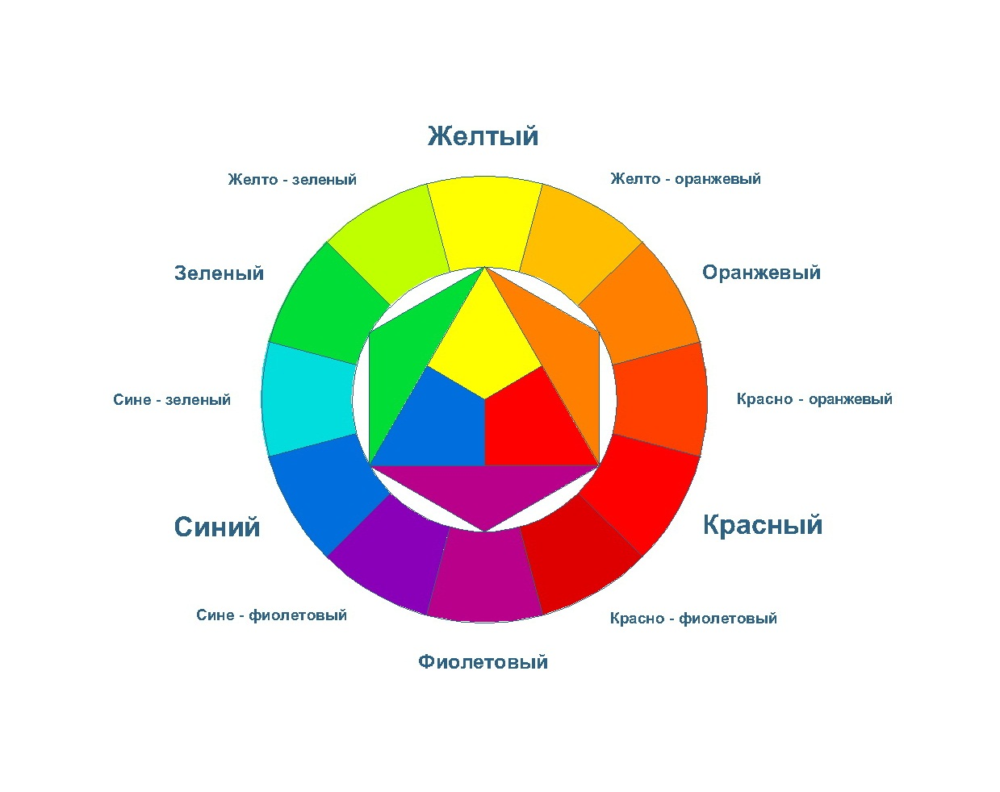 Желтый
Желто - зеленый
Желто - оранжевый
Зеленый
Оранжевый
Сине - зеленый
Красно - оранжевый
Синий
Красный
Сине - фиолетовый
Красно - фиолетовый
Фиолетовый